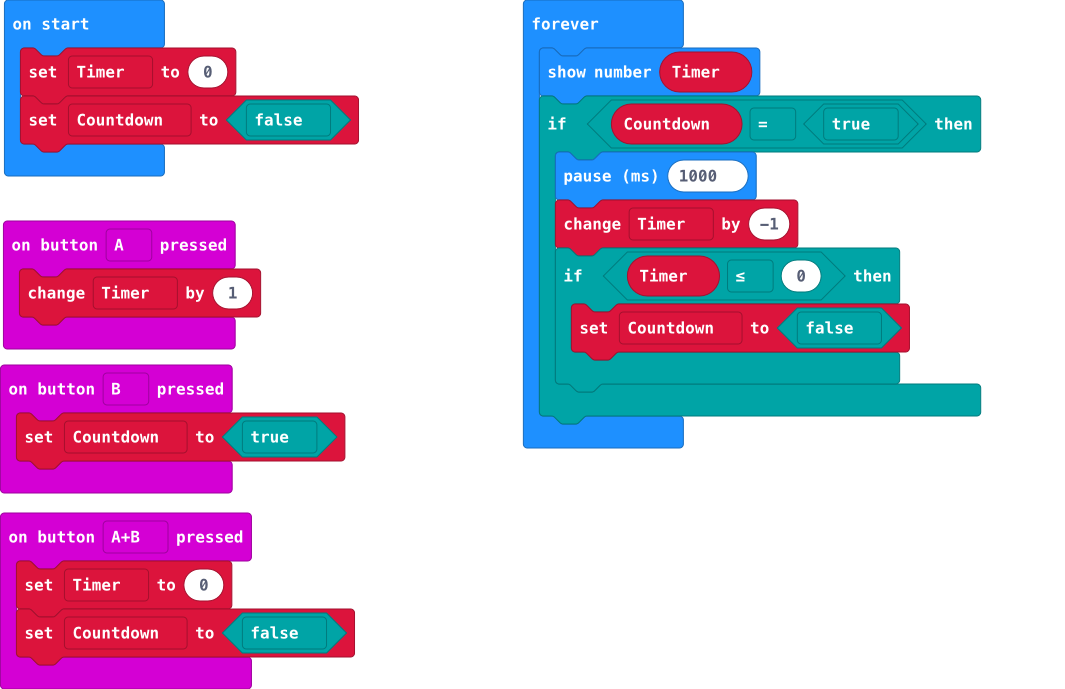 on start
set Timer to 0
set Countdown to false
on button A pressed
change Timer by 1
on button B pressed
set Countdown to true
on button A+B pressed
set Timer to 0
set Countdown to false
forever
show number Timer
if Countdown = true then
pause (ms) 1000
change Timer by −1
if Timer ≤ 0 then
set Countdown to false